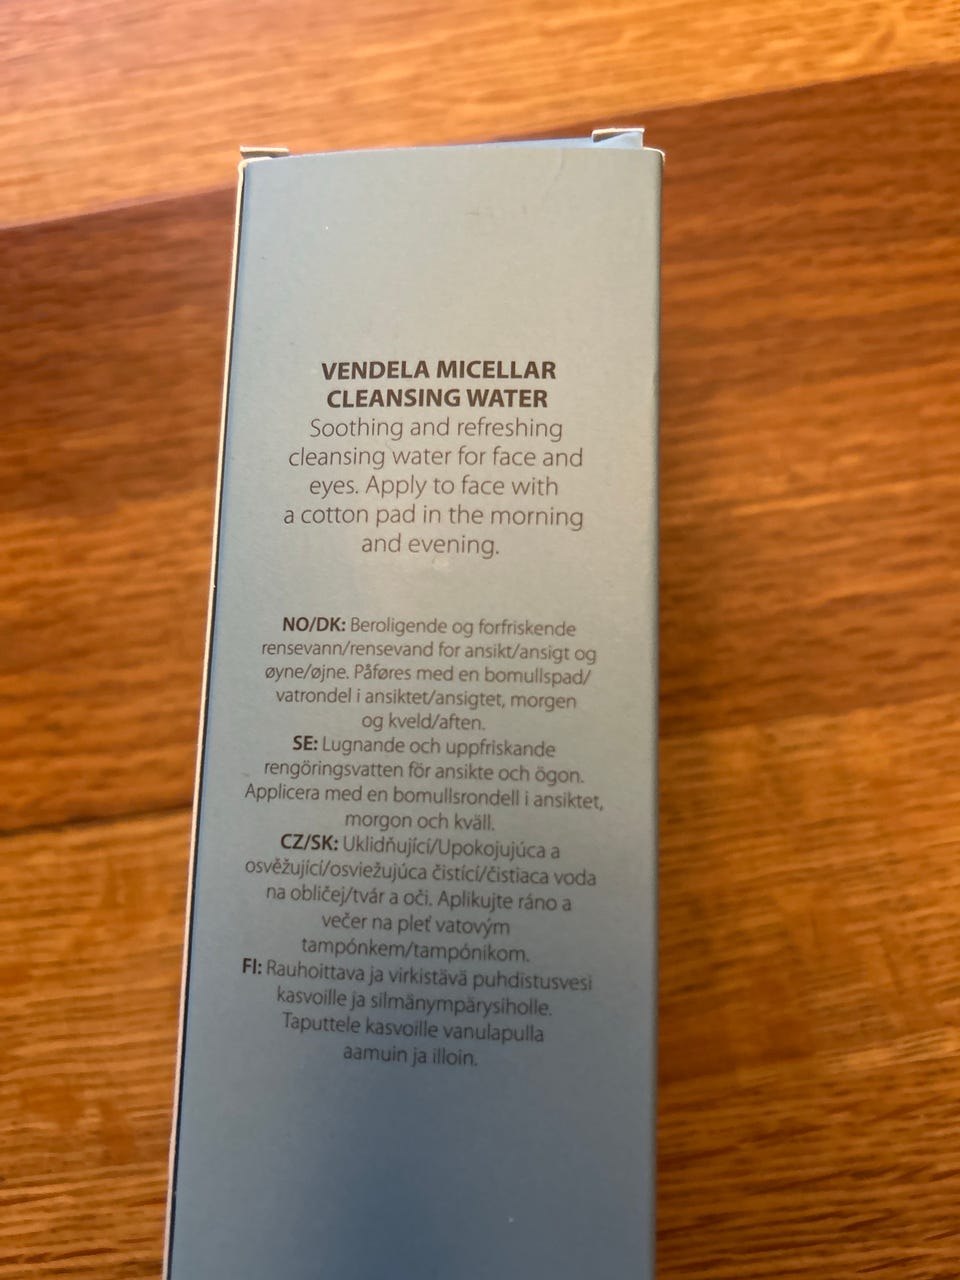 VENDELA MICELLAR
CLEANSING WATER
Soothing and refreshing
cleansing water for face and
eyes. Apply to face with
a cotton pad in the morning
and evening.
NO/DK: Beroligende og forfriskende
rensevann/rensevand for ansikt/ansigt og
øyne/øjne. Påføres med en bomullspad/
vatrondel i ansiktet/ansigtet, morgen
og kveld/aften.
SE: Lugnande och uppfriskande
rengöringsvatten för ansikte och ögon.
Applicera med en bomullsrondell i ansiktet,
morgon och kväll.
CZ/SK: Uklidňující/Upokojujúca a
osvěžující/osviežujúca čistící/čistiaca voda
na obličej/tvár a oči. Aplikujte ráno a
večer na pleť vatovým
tampónkem/tampónikom.
FI: Rauhoittava ja virkistävä puhdistusvesi
kasvoille ja silmänympärysiholle.
Taputtele kasvoille vanulapulla
aamuin ja illoin.